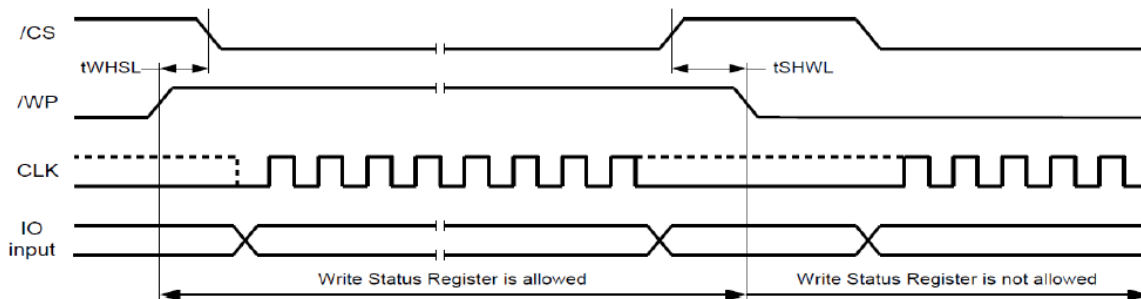 /CS
tWHSL
tSHWL
/WP
CLK
IO
input
Write Status Register is allowed
Write Status Register is not allowed